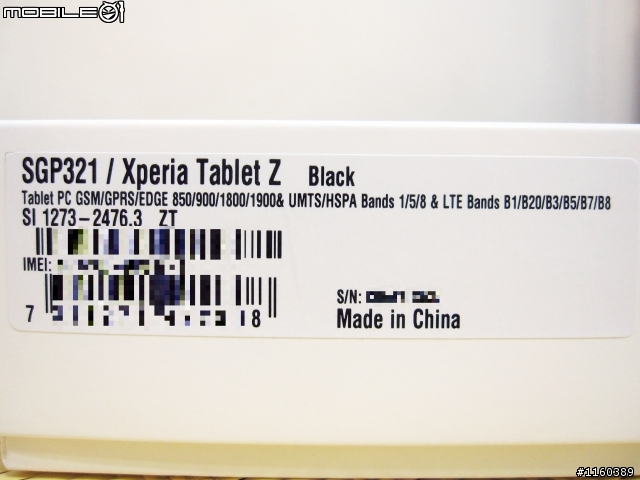 MOBILE01
SGP321 / Xperia Tablet Z Black
Tablet PC GSM/GPRS/EDGE 850/900/1800/1900& UMTS/HSPA Bands 1/5/8 & LTE Bands B1/B20/B3/B5/B7/B8
SI 1273-2476.3 ZT
IMEI:
S/N:
7 8
Made in China
#1160389